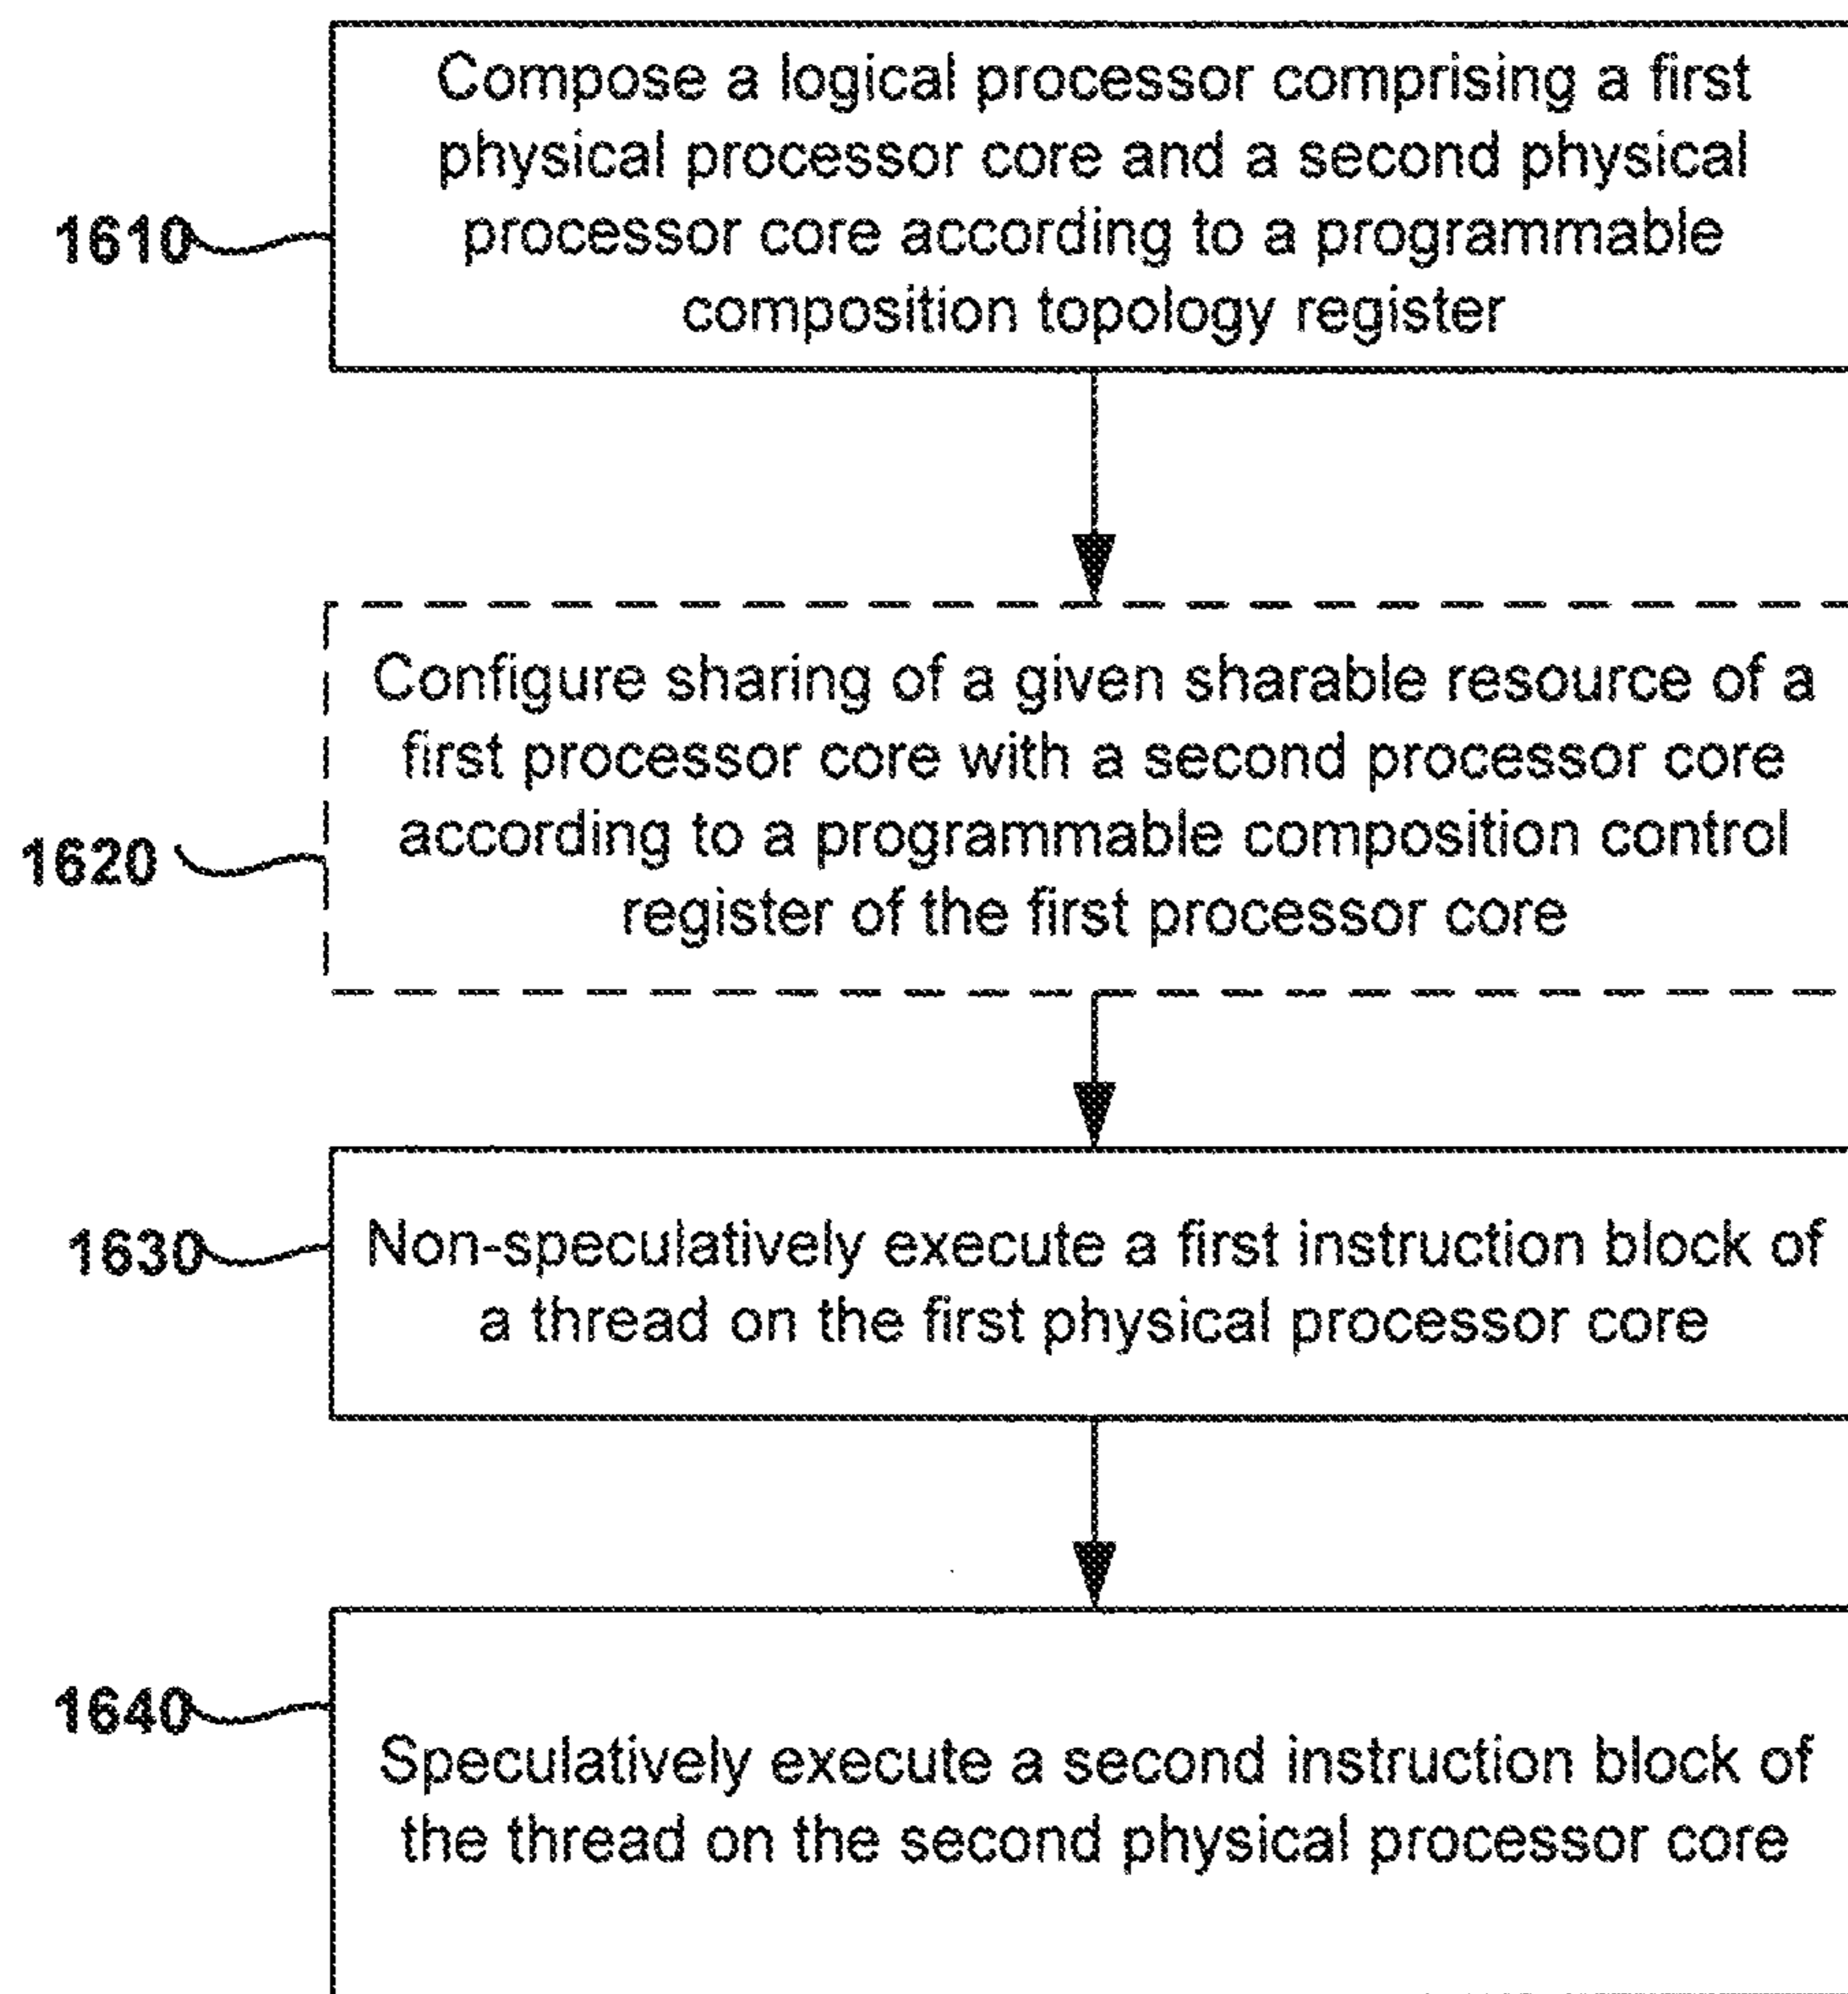 Compose a logical processor comprising a first
physical processor core and a second physical
1610
processor core according to a programmable
composition topology register
Configure sharing of a given sharable resource of a
first processor core with a second processor core
1620
according to a programmable composition control
register of the first processor core
1630
Non-speculatively execute a first instruction block of
a thread on the first physical processor core
1640
Speculatively execute a second instruction block of
the thread on the second physical processor core